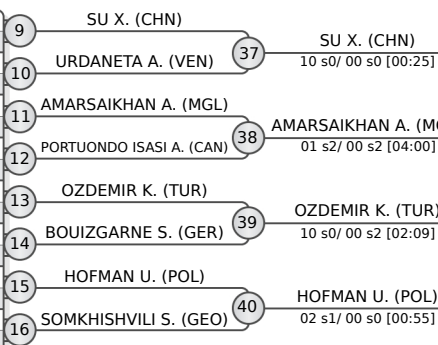 9
SU X. (CHN)
10
URDANETA A. (VEN)
37
SU X. (CHN)
10 s0/ 00 s0 [00:25]
11
AMARSAIKHAN A. (MGL)
12
PORTUONDO ISASI A. (CAN)
38
AMARSAIKHAN A.
01 s2/ 00 s2 [04:00]
13
OZDEMIR K. (TUR)
14
BOUIZGARNE S. (GER)
39
OZDEMIR K. (TUR)
10 s0/ 00 s2 [02:09]
15
HOFMAN U. (POL)
16
SOMKHISHVILI S. (GEO)
40
HOFMAN U. (POL)
02 s1/ 00 s0 [00:55]